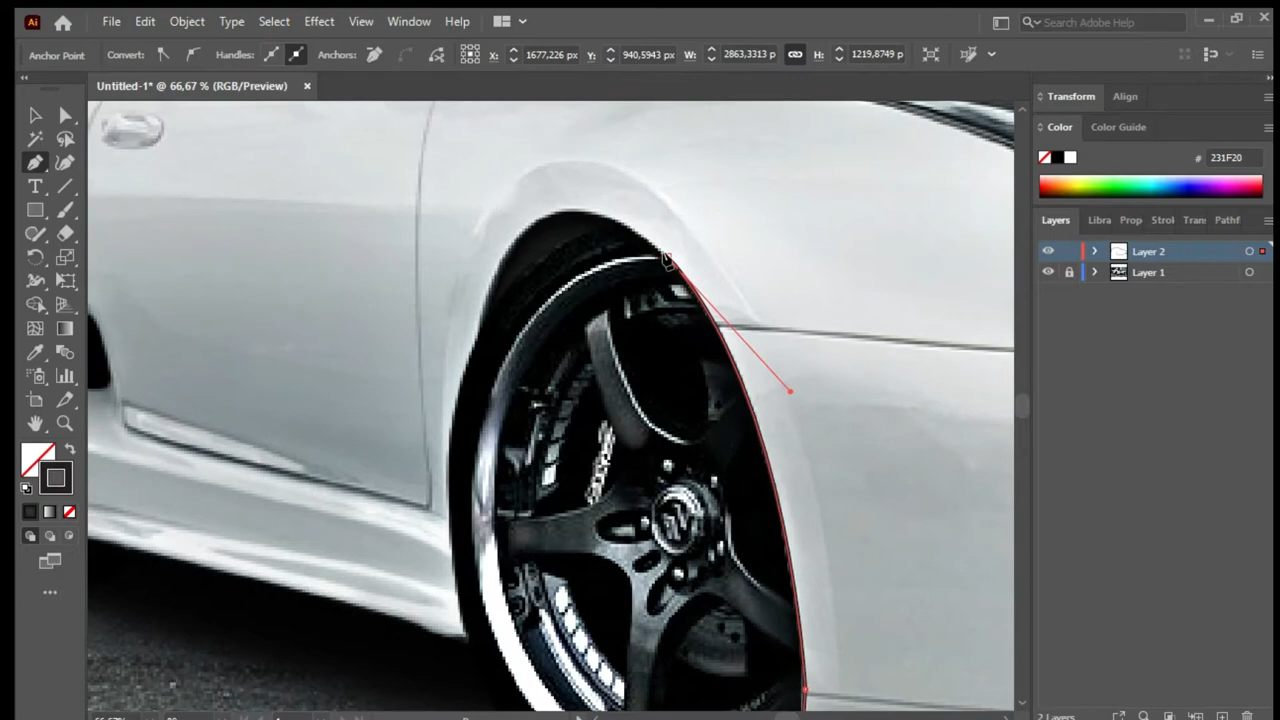 Ai File Edit Object Type Select Effect View Window Help Search Adobe Help
Anchor Point Convert: Handles: Anchors: X: 1677,226 px Y: 940,5943 px W: 2863,3313 p H: 1219,8749 p
Untitled-1* @ 66,67 % (RGB/Preview) ×
Transform Align
Color Color Guide
# 231F20
Layers Libra Prop Strol Tran: Pathf
Layer 2
Layer 1
2 Layers